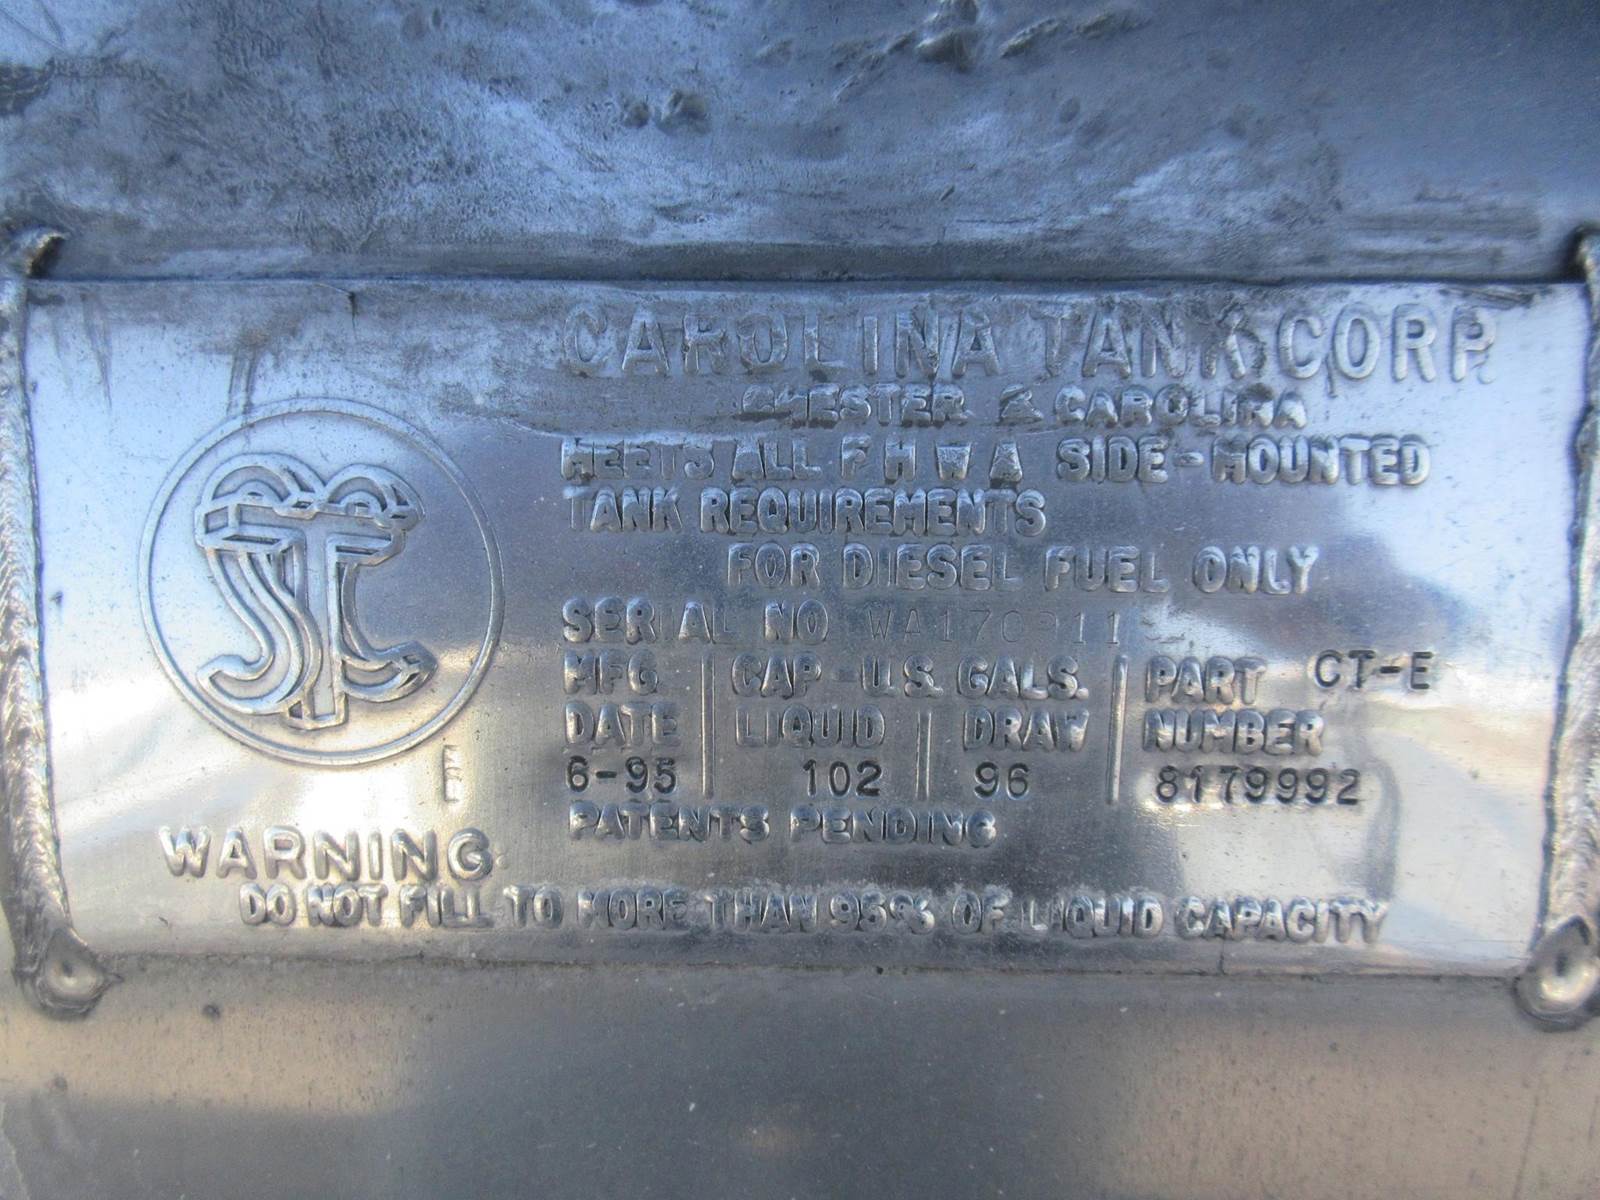 CAROLINA TANK CORP.
CHESTER S CAROLINA
MEETS ALL F H W A SIDE-MOUNTED
TANK REQUIREMENTS
FOR DIESEL FUEL ONLY
SERIAL NO
MFG DATE CAP-U.S. GALS. LIQUID DRAW PART NUMBER CT-E
6-95 102 96 8179992
PATENTS PENDING
WARNING
DO NOT FILL TO MORE THAN 95% OF LIQUID CAPACITY